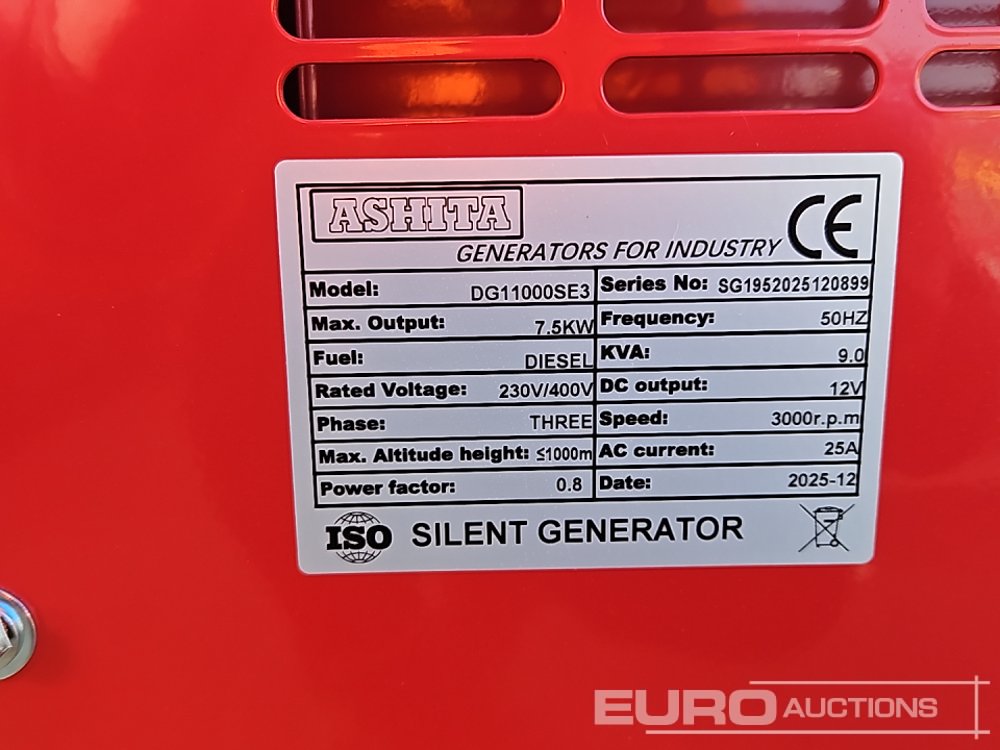 ASHITA
GENERATORS FOR INDUSTRY CE
Model: DG11000SE3 Series No: SG1952025120899
Max. Output: 7.5KW Frequency: 50HZ
Fuel: DIESEL KVA: 9.0
Rated Voltage: 230V/400V DC output: 12V
Phase: THREE Speed: 3000r.p.m
Max. Altitude height: ≤1000m AC current: 25A
Power factor: 0.8 Date: 2025-12
ISO SILENT GENERATOR
EURO AUCTIONS